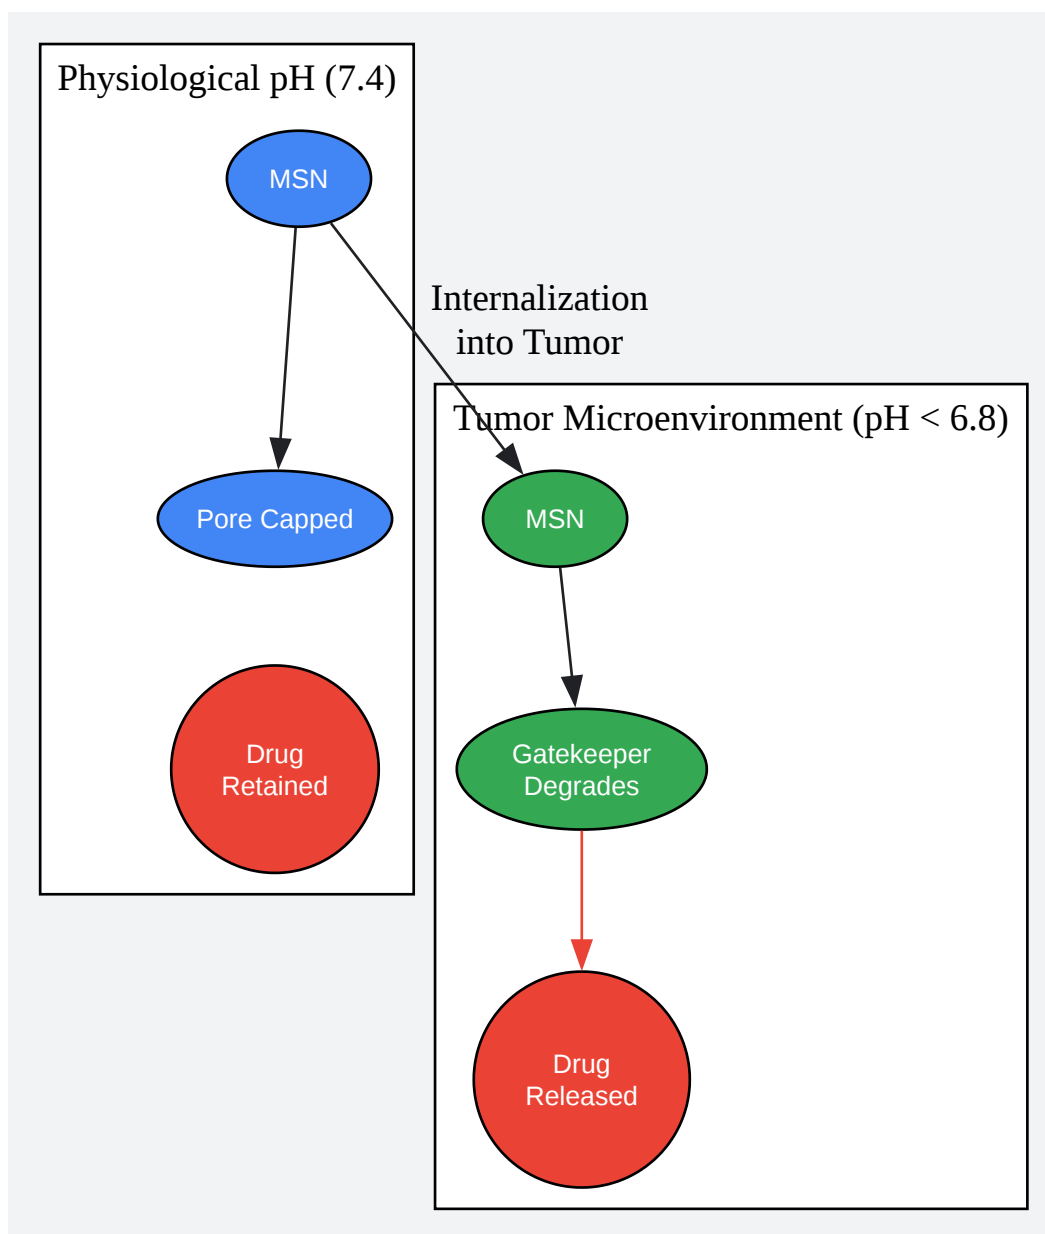 Physiological pH (7.4)
MSN
Internalization
into Tumor
Tumor Microenvironment (pH < 6.8)
Pore Capped
MSN
Drug
Retained
Gatekeeper
Degrades
Drug
Released